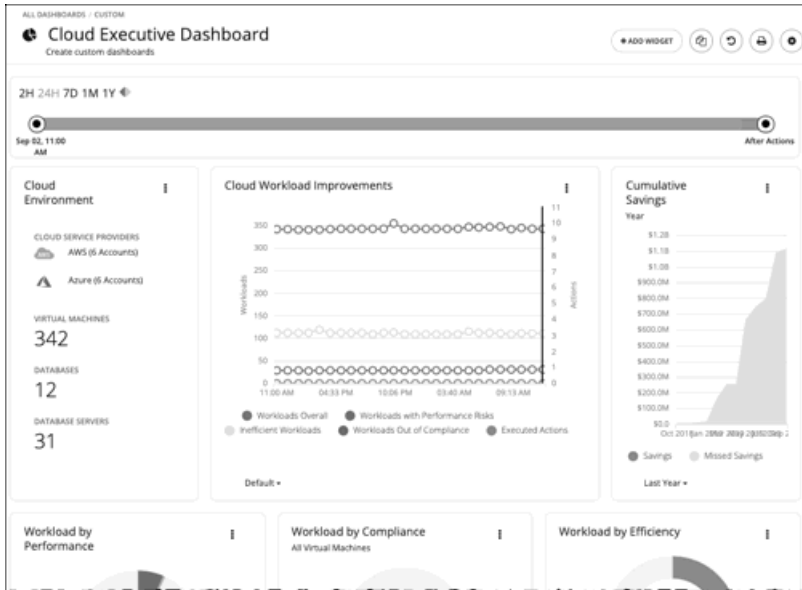 ALL DASHBOARDS / CUSTOM
Cloud Executive Dashboard
Create custom dashboards
+ ADD WIDGET
2H 24H 7D 1M 1Y
Sep 02, 11:00
AM
After Actions
Cloud
Environment
CLOUD SERVICE PROVIDERS
AWS (6 Accounts)
Azure (6 Accounts)
VIRTUAL MACHINES
342
DATABASES
12
DATABASE SERVERS
31
Cloud Workload Improvements
Workloads
350
300
250
200
150
100
50
0
11
10
9
8
7
6
5
4
3
2
1
0
Actions
11:00 AM 04:33 PM 10:06 PM 03:40 AM 09:13 AM
Workloads Overall Workloads with Performance Risks
Inefficient Workloads Workloads Out of Compliance Executed Actions
Default
Cumulative
Savings
Year
$1.2B
$1.1B
$1.0B
$900.0M
$800.0M
$700.0M
$600.0M
$500.0M
$400.0M
$300.0M
$200.0M
$100.0M
$0.0
Savings Missed Savings
Last Year
Workload by
Performance
Workload by Compliance
All Virtual Machines
Workload by Efficiency